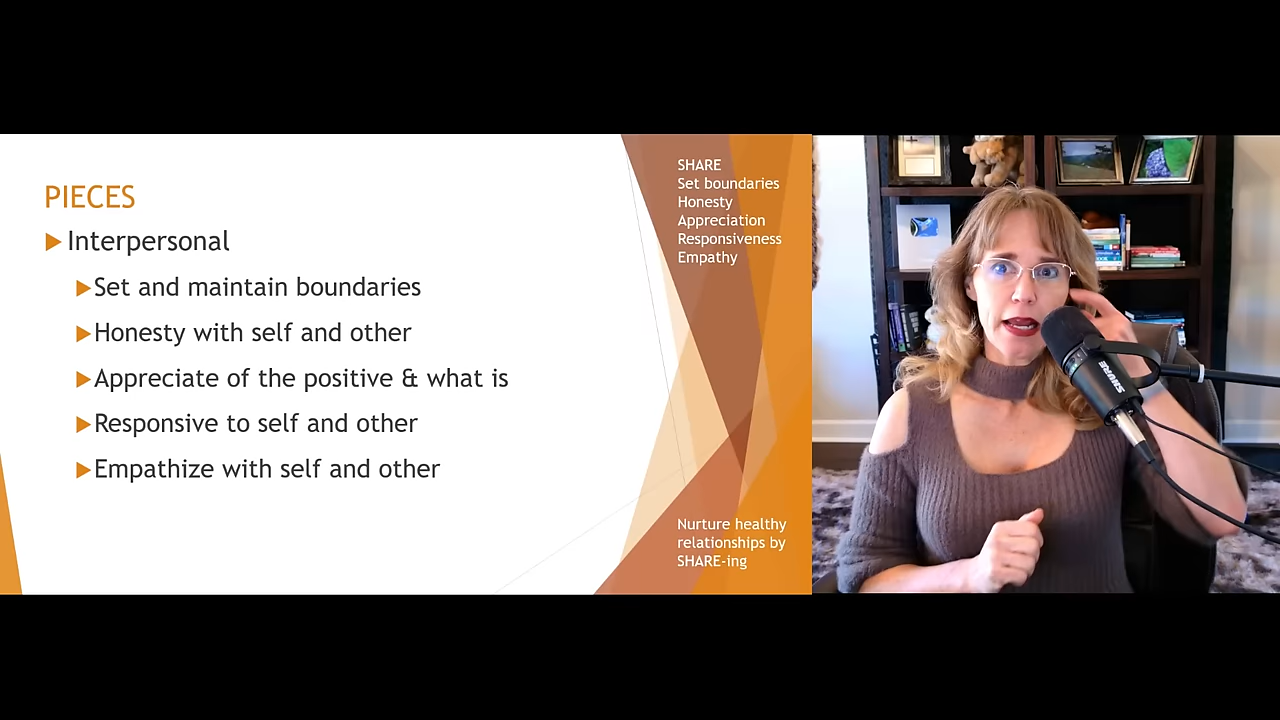 PIECES
Interpersonal
Set and maintain boundaries
Honesty with self and other
Appreciate of the positive & what is
Responsive to self and other
Empathize with self and other
SHARE
Set boundaries
Honesty
Appreciation
Responsiveness
Empathy
Nurture healthy
relationships by
SHARE-ing
SHURE